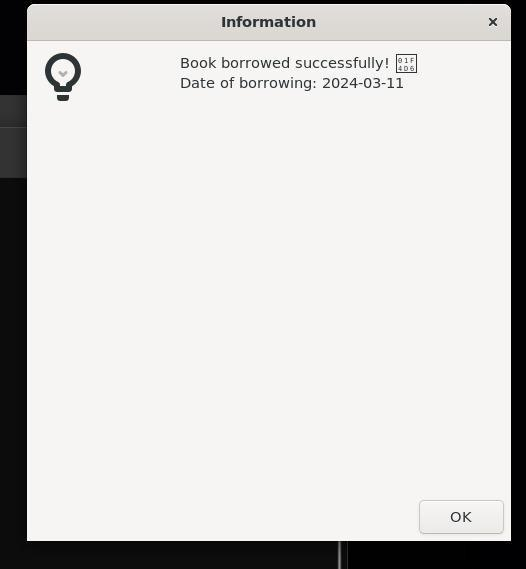 Information
Book borrowed successfully! 📖
Date of borrowing: 2024-03-11
OK